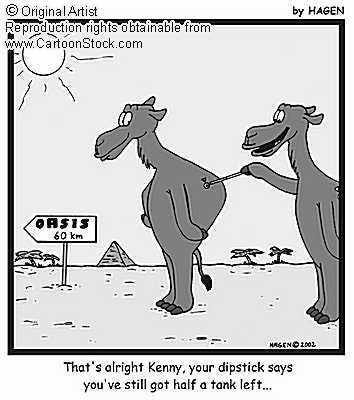 © Original Artist
by HAGEN
Reproduction rights obtainable from
www.CartoonStock.com
OASIS
60 km
HAGEN © 2002
That's alright Kenny, your dipstick says
you've still got half a tank left...